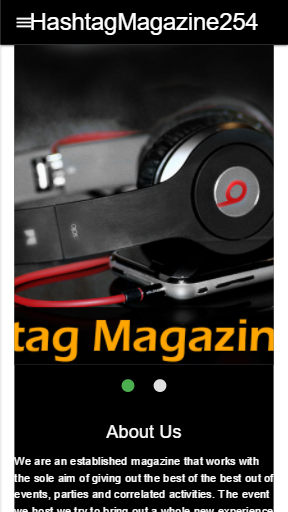 HashtagMagazine254
tag Magazin
About Us
We are an established magazine that works with
the sole aim of giving out the best of the best out of
events, parties and correlated activities. The event
we host we try to bring out a whole new experience